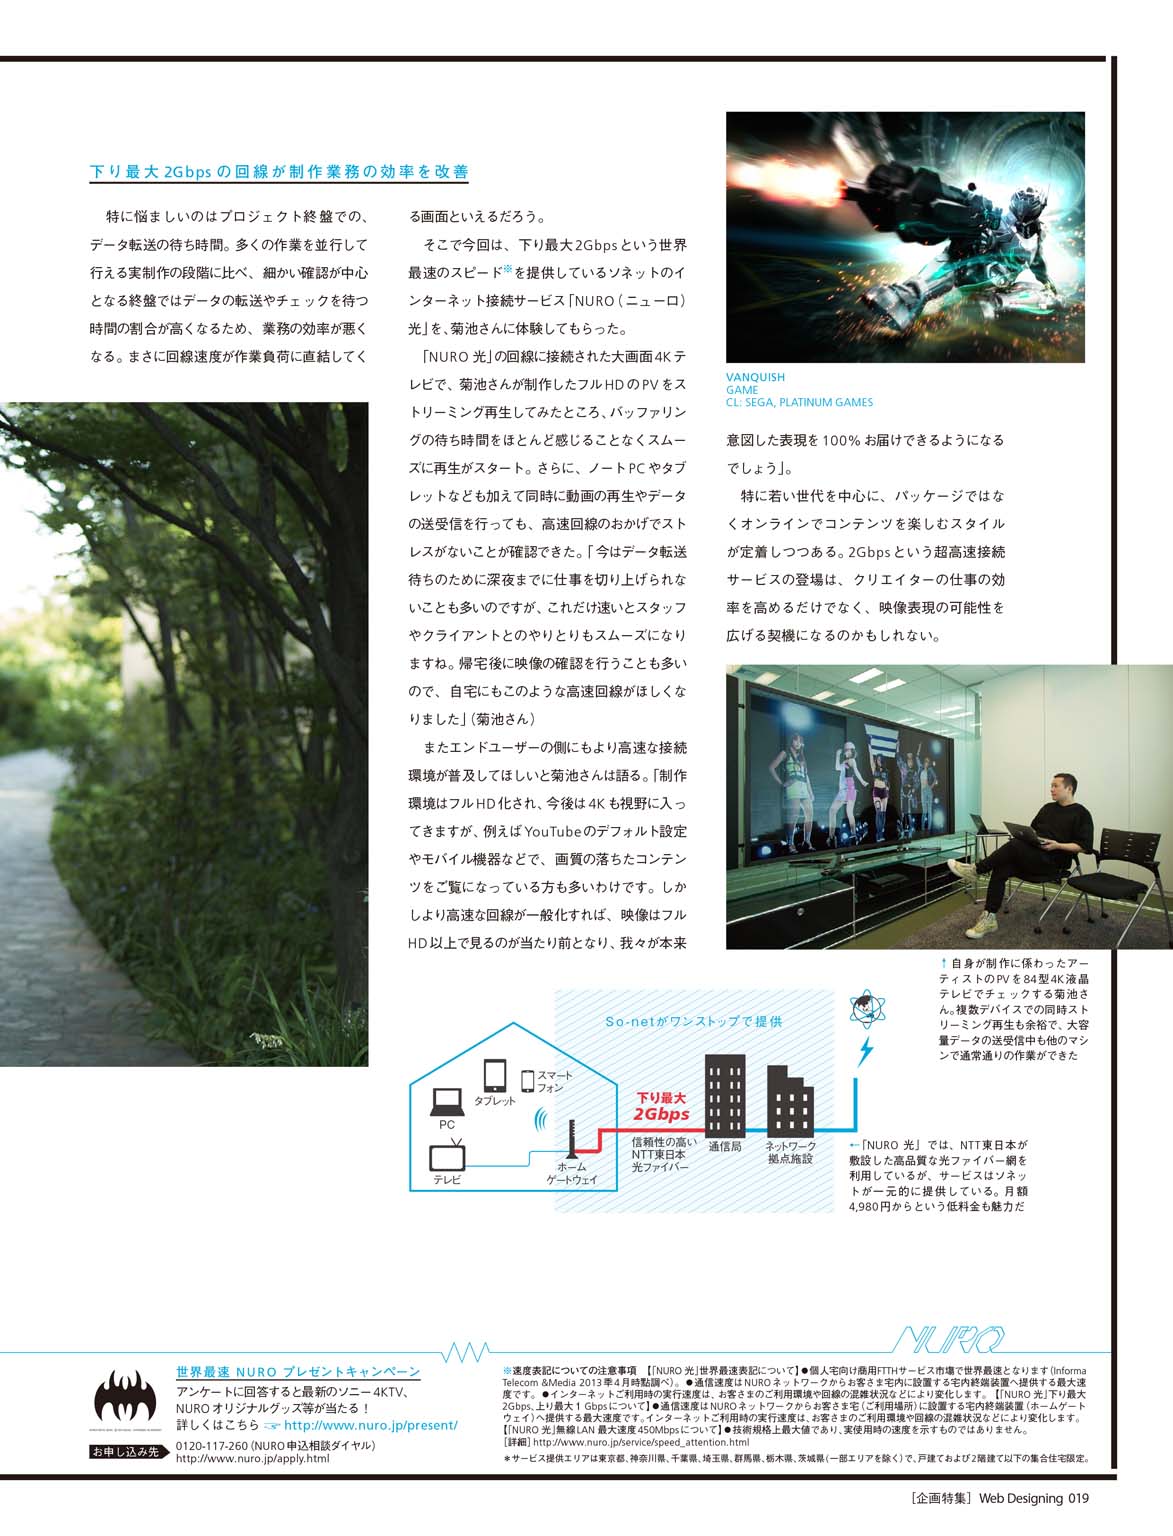 下り最大2Gbpsの回線が制作業務の効率を改善
特に悩ましいのはプロジェクト終盤での、
データ転送の待ち時間。多くの作業を並行して
行える実制作の段階に比べ、細かい確認が中心
となる終盤ではデータの転送やチェックを待つ
時間の割合が高くなるため、業務の効率が悪く
なる。まさに回線速度が作業負荷に直結してく
る画面といえるだろう。
そこで今回は、下り最大2Gbpsという世界
最速のスピード※を提供しているソネットのイ
ンターネット接続サービス「NURO（ニューロ）
光」を、菊池さんに体験してもらった。
「NURO 光」の回線に接続された大画面4Kテ
レビで、菊池さんが制作したフルHDのPVをス
トリーミング再生してみたところ、バッファリン
グの待ち時間をほとんど感じることなくスムー
ズに再生がスタート。さらに、ノートPCやタブ
レットなども加えて同時に動画の再生やデータ
の送受信を行っても、高速回線のおかげでスト
レスがないことが確認できた。「今はデータ転送
待ちのために深夜までに仕事を切り上げられな
いことも多いのですが、これだけ速いとスタッフ
やクライアントとのやりとりもスムーズになり
ますね。帰宅後に映像の確認を行うことも多い
ので、自宅にもこのような高速回線がほしくな
りました」（菊池さん）
またエンドユーザーの側にもより高速な接続
環境が普及してほしいと菊池さんは語る。「制作
環境はフルHD化され、今後は4Kも視野に入っ
てきますが、例えばYouTubeのデフォルト設定
やモバイル機器などで、画質の落ちたコンテン
ツをご覧になっている方も多いわけです。しか
しより高速な回線が一般化すれば、映像はフル
HD以上で見るのが当たり前となり、我々が本来
VANQUISH
GAME
CL: SEGA, PLATINUM GAMES
意図した表現を100％お届けできるようになる
でしょう」。
特に若い世代を中心に、パッケージではな
くオンラインでコンテンツを楽しむスタイル
が定着しつつある。2Gbpsという超高速接続
サービスの登場は、クリエイターの仕事の効
率を高めるだけでなく、映像表現の可能性を
広げる契機になるのかもしれない。
↑自身が制作に係わったアー
ティストのPVを84型4K液晶
テレビでチェックする菊池さ
ん。複数デバイスでの同時スト
リーミング再生も余裕で、大容
量データの送受信中も他のマシ
ンで通常通りの作業ができた
So-netがワンストップで提供
スマート
フォン
タブレット
PC
テレビ
ホーム
ゲートウェイ
下り最大
2Gbps
信頼性の高い
NTT東日本
光ファイバー
通信局
ネットワーク
拠点施設
←「NURO 光」では、NTT東日本が
敷設した高品質な光ファイバー網を
利用しているが、サービスはソネッ
トが一元的に提供している。月額
4,980円からという低料金も魅力だ
NURO
世界最速 NURO プレゼントキャンペーン
アンケートに回答すると最新のソニー4KTV、
NUROオリジナルグッズ等が当たる！
詳しくはこちら ☞ http://www.nuro.jp/present/
お申し込み先
0120-117-260（NURO申込相談ダイヤル）
http://www.nuro.jp/apply.html
※速度表記についての注意事項 【「NURO 光」世界最速表記について】●個人宅向け商用FTTHサービス市場で世界最速となります（Informa
Telecom &Media 2013年4月時點調べ）。 ●通信速度はNUROネットワークからお客さま宅内に設置する宅内終端装置へ提供する最大速
度です。 ●インターネットご利用時の実行速度は、お客さまのご利用環境や回線の混雑状況などにより変化します。 【「NURO 光」下り最大
2Gbps、上り最大1 Gbpsについて】●通信速度はNUROネットワークからお客さま宅（ご利用場所）に設置する宅内終端装置（ホームゲート
ウェイ）へ提供する最大速度です。インターネットご利用時の実行速度は、お客さまのご利用環境や回線の混雑状況などにより変化します。
【「NURO 光」無線LAN 最大速度450Mbpsについて】●技術規格上最大値であり、実使用時の速度を示すものではありません。
［詳細］http://www.nuro.jp/service/speed_attention.html
＊サービス提供エリアは東京都、神奈川県、千葉県、埼玉県、群馬県、栃木県、茨城県（一部エリアを除く）で、戸建ておよび2階建て以下の集合住宅限定。
［企画特集］ Web Designing 019